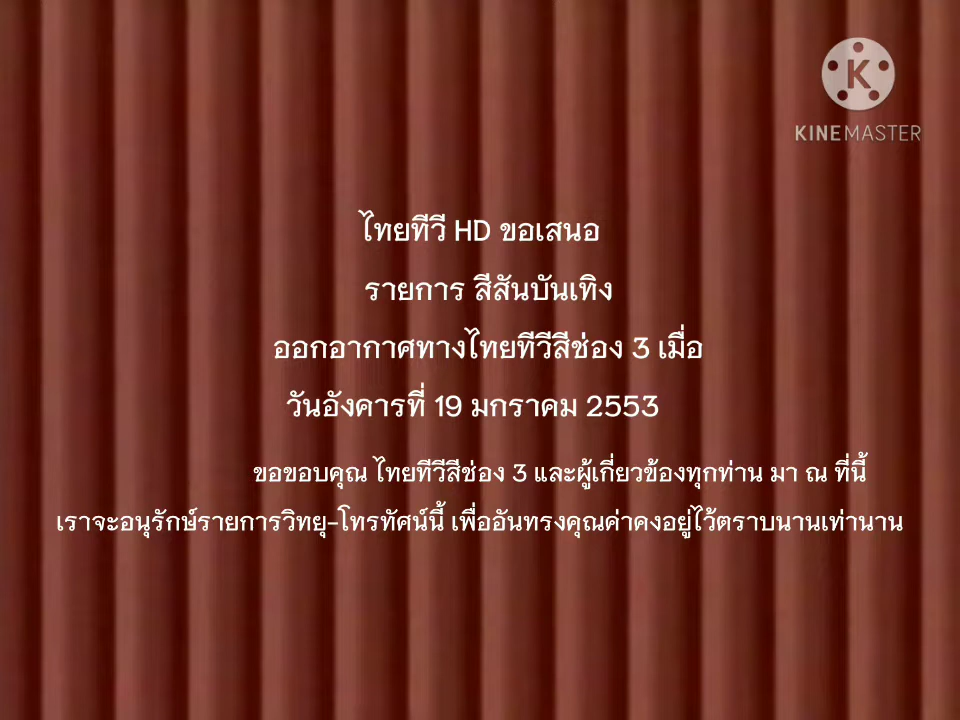 K
KINEMASTER
ไทยทีวี HD ขอเสนอ
รายการ สีสันบันเทิง
ออกอากาศทางไทยทีวีสีช่อง 3 เมื่อ
วันอังคารที่ 19 มกราคม 2553
ขอขอบคุณ ไทยทีวีสีช่อง 3 และผู้เกี่ยวข้องทุกท่าน มา ณ ที่นี้
เราจะอนุรักษ์รายการวิทยุ-โทรทัศน์นี้ เพื่ออันทรงคุณค่าคงอยู่ไว้ตราบนานเท่านาน